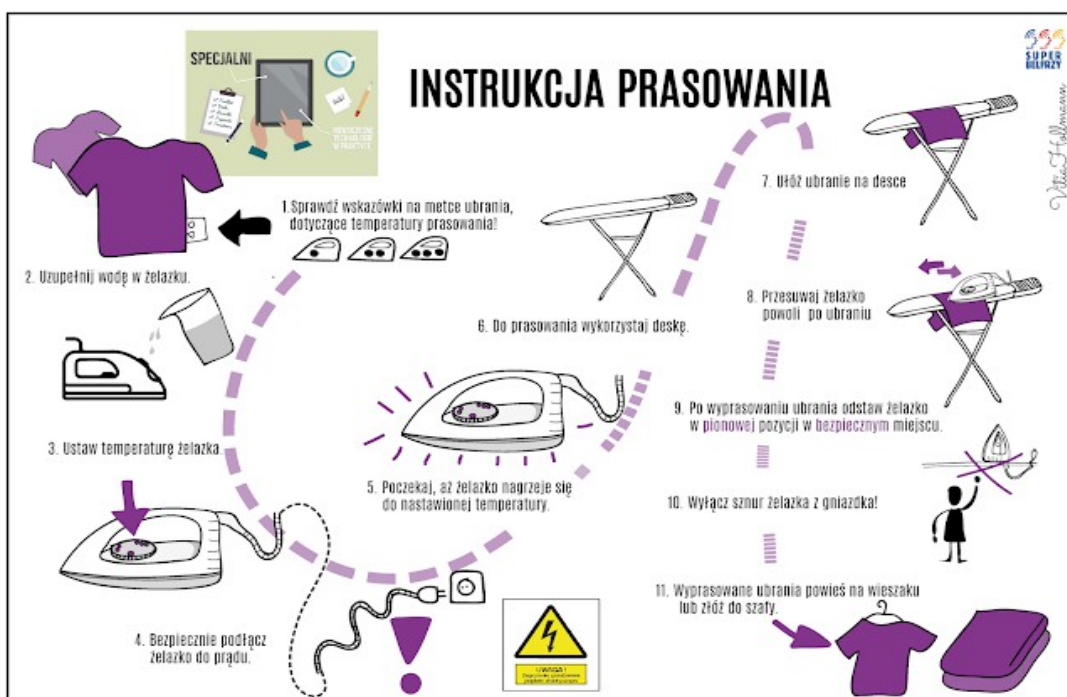 INSTRUKCJA PRASOWANIA
SPECJALNI
SUPER
BELFRZY
Vilia Hollmann
1.Sprawdź wskazówki na metce ubrania,
dotyczące temperatury prasowania!
2. Uzupełnij wodę w żelazku.
3. Ustaw temperaturę żelazka.
4. Bezpiecznie podłącz
żelazko do prądu.
UWAGA!
5. Poczekaj, aż żelazko nagrzeje się
do nastawionej temperatury.
6. Do prasowania wykorzystaj deskę.
7. Ułóż ubranie na desce
8. Przesuwaj żelazko
powoli po ubraniu
9. Po wyprasowaniu ubrania odstaw żelazko
w pionowej pozycji w bezpiecznym miejscu.
10. Wyłącz sznur żelazka z gniazdka!
11. Wyprasowane ubrania powieś na wieszaku
lub złóż do szafy.